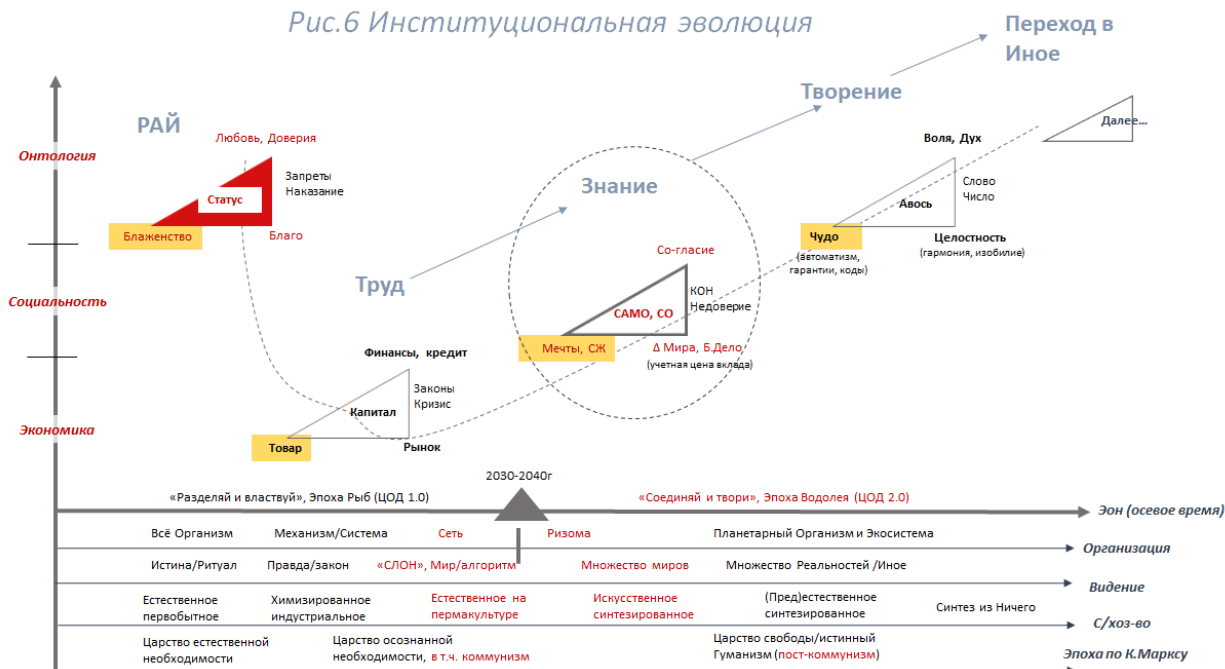 Рис.6 Институциональная эволюция
Переход в
Иное
Творение
РАЙ
Любовь, Доверия
Воля, Дух
Далее...
Онтология
Запреты
Наказание
Статус
Знание
Слово
Число
Авось
Блаженство
Благо
Чудо
(автоматизм,
гарантии, коды)
Целостность
(гармония, изобилие)
Со-гласие
Труд
Социальность
КОН
Недоверие
САМО, СО
Мечты, СЖ
Δ Мира, Б.Дело
(учетная цена вклада)
Финансы, кредит
Законы
Кризис
Капитал
Экономика
Товар
Рынок
2030-2040г
«Разделяй и властвуй», Эпоха Рыб (ЦОД 1.0)
«Соединяй и твори», Эпоха Водолея (ЦОД 2.0)
Эон (осевое время)
Всё Организм
Механизм/Система
Сеть
Ризома
Планетарный Организм и Экосистема
Организация
Истина/Ритуал
Правда/закон
«СЛОН», Мир/алгоритм
Множество миров
Множество Реальностей /Иное
Видение
Естественное
первобытное
Химизированное
индустриальное
Естественное на
пермакультуре
Искусственное
синтезированное
(Пред)естественное
синтезированное
Синтез из Ничего
С/хоз-во
Царство естественной
необходимости
Царство осознанной
необходимости, в т.ч. коммунизм
Царство свободы/истинный
Гуманизм (пост-коммунизм)
Эпоха по К.Марксу